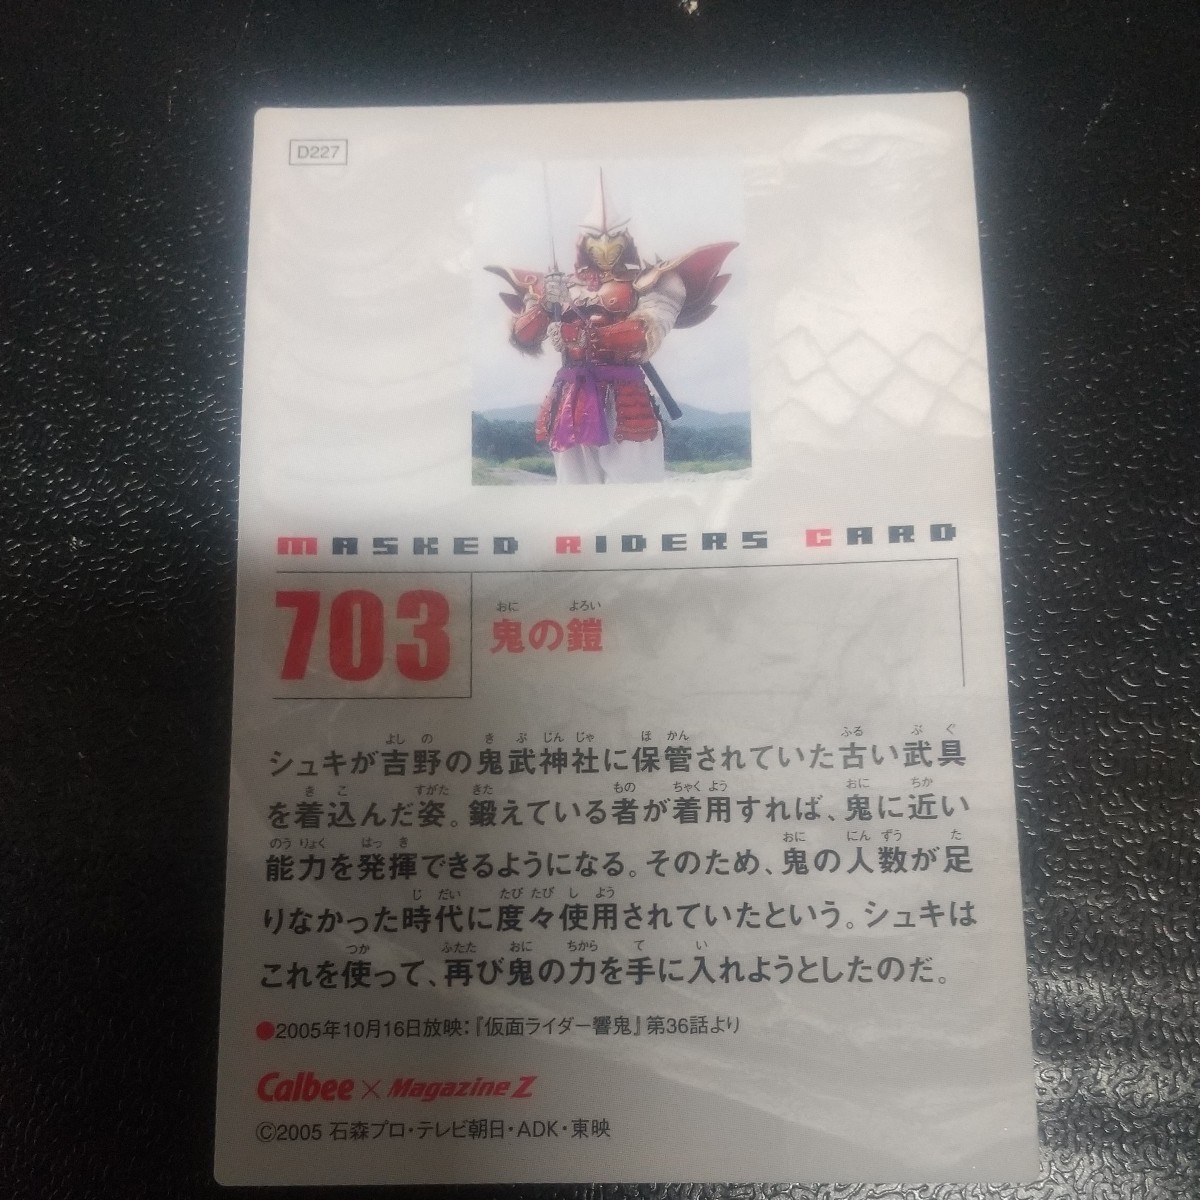 D227
MASKED RIDERS CARD
703
おに よろい
鬼の鎧
よし の き ぶ じん じゃ ほ かん ふる ぶ ぐ
シュキが吉野の鬼武神社に保管されていた古い武具
き こ すがた きた もの ちゃく よう おに ちか
を着込んだ姿。鍛えている者が着用すれば、鬼に近い
のう りょく はっ き おに にん ずう た
能力を発揮できるようになる。そのため、鬼の人数が足
じ だい たび たび し よう
りなかった時代に度々使用されていたという。シュキは
つか ふたた おに ちから て い
これを使って、再び鬼の力を手に入れようとしたのだ。
●2005年10月16日放映：『仮面ライダー響鬼』第36話より
Calbee × Magazine Z
©2005 石森プロ・テレビ朝日・ADK・東映